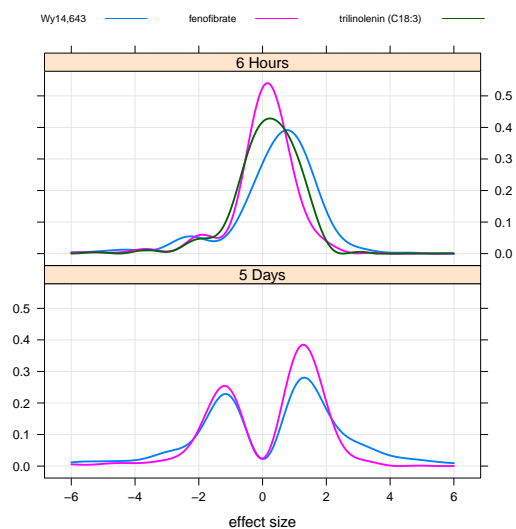 Wy14,643 fenofibrate trilinolenin (C18:3)
6 Hours
0.5
0.4
0.3
0.2
0.1
0.0
5 Days
0.5
0.4
0.3
0.2
0.1
0.0
−6 −4 −2 0 2 4 6
effect size